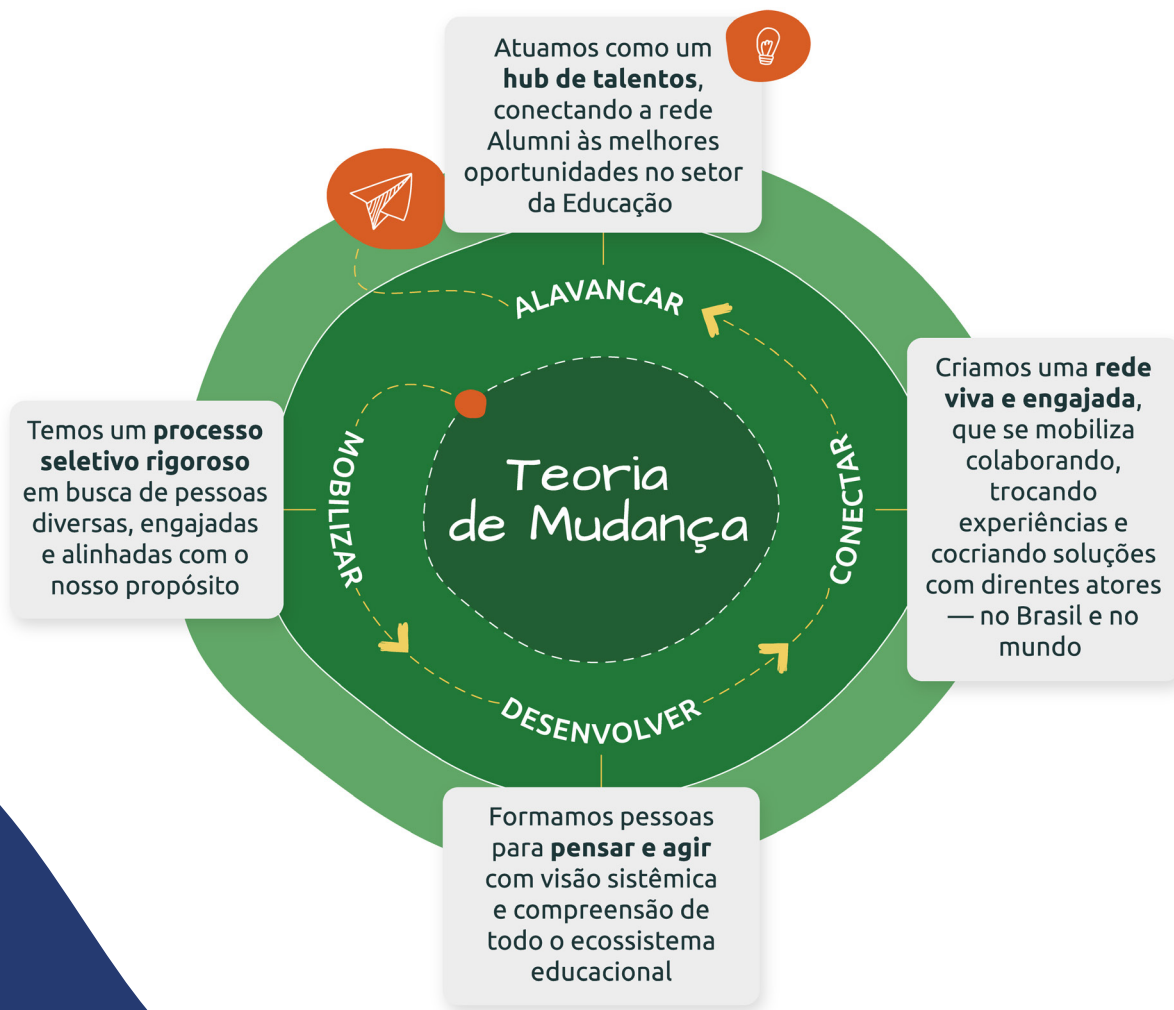 Atuamos como um
hub de talentos,
conectando a rede
Alumni às melhores
oportunidades no setor
da Educação
ALAVANCAR
Temos um processo
seletivo rigoroso
em busca de pessoas
diversas, engajadas
e alinhadas com o
nosso propósito
MOBILIZAR
Teoria
de Mudança
CONECTAR
Criamos uma rede
viva e engajada,
que se mobiliza
colaborando,
trocando
experiências e
cocriando soluções
com direntes atores
— no Brasil e no
mundo
DESENVOLVER
Formamos pessoas
para pensar e agir
com visão sistêmica
e compreensão de
todo o ecossistema
educacional